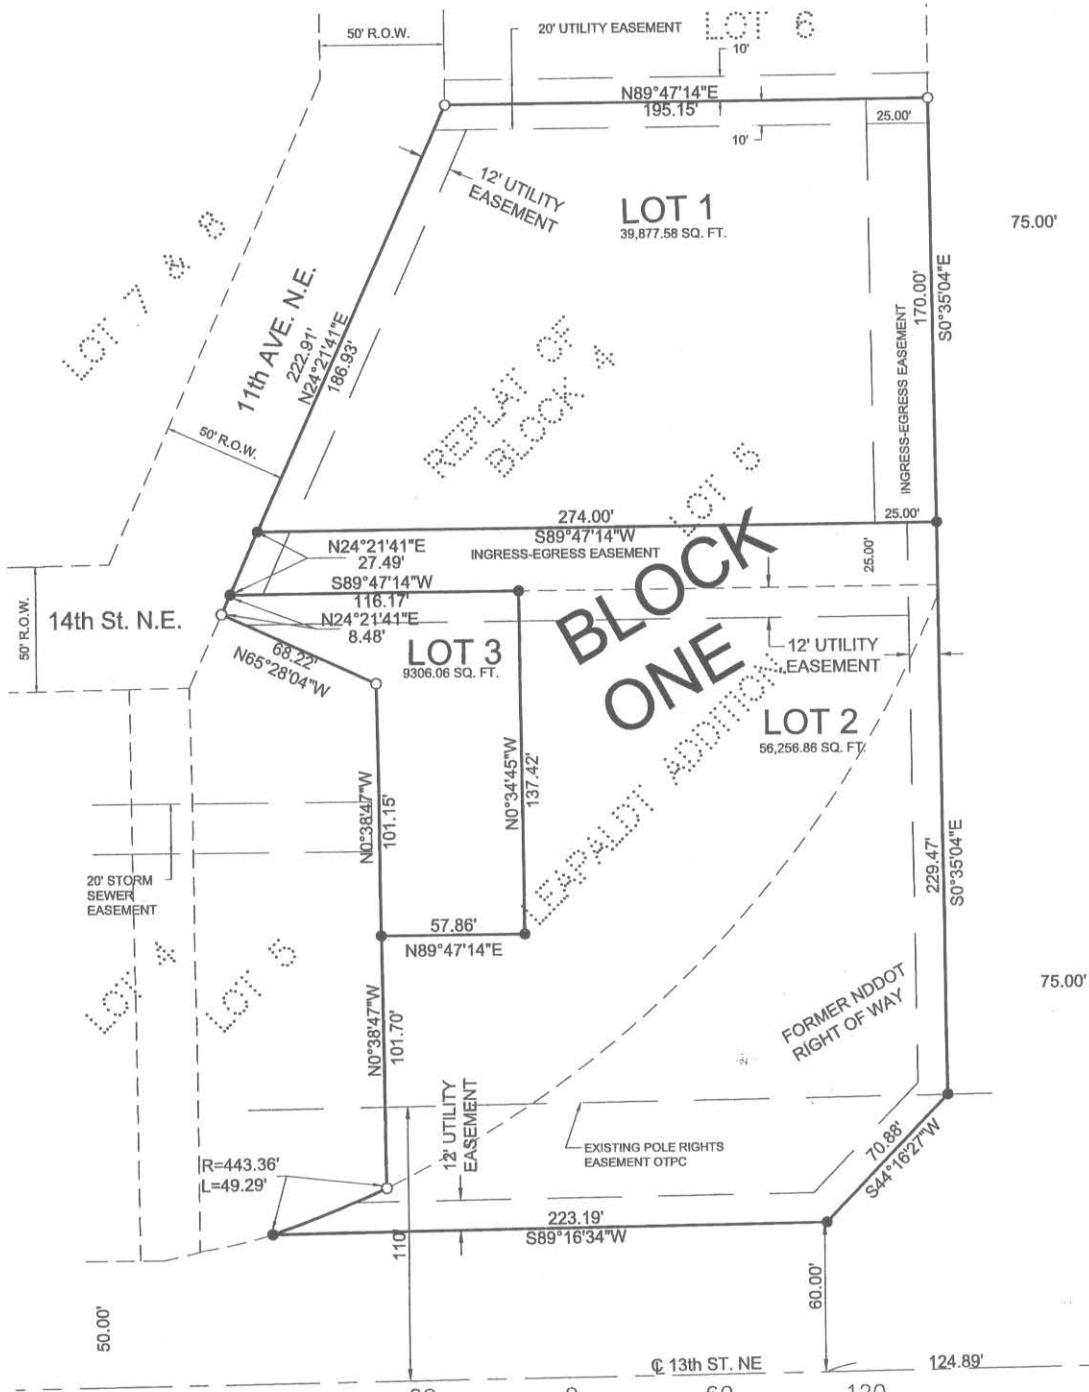 50' R.O.W.
20' UTILITY EASEMENT
LOT 6
10'
N89°47'14"E
195.15'
25.00'
10'
12' UTILITY
EASEMENT
LOT 1
39,877.58 SQ. FT.
75.00'
LOT 7 & 8
11th AVE. N.E.
222.91'
N24°21'41"E
186.93'
170.00'
S0°35'04"E
INGRESS-EGRESS EASEMENT
REPLAT OF
BLOCK 4
50' R.O.W.
LOT 5
25.00'
274.00'
S89°47'14"W
INGRESS-EGRESS EASEMENT
25.00'
N24°21'41"E
27.49'
S89°47'14"W
116.17'
N24°21'41"E
8.48'
50' R.O.W.
14th St. N.E.
BLOCK
ONE
68.22'
N65°28'04"W
LOT 3
9306.06 SQ. FT.
12' UTILITY
EASEMENT
LOT 2
56,256.86 SQ. FT.
N0°38'47"W
101.15'
N0°34'45"W
137.42'
LEAPALDT ADDITION
229.47'
S0°35'04"E
20' STORM
SEWER
EASEMENT
57.86'
N89°47'14"E
LOT 4
LOT 5
75.00'
FORMER NDDOT
RIGHT OF WAY
N0°38'47"W
101.70'
12' UTILITY
EASEMENT
EXISTING POLE RIGHTS
EASEMENT OTPC
70.88'
S44°16'27"W
R=443.36'
L=49.29'
223.19'
S89°16'34"W
110'
60.00'
50.00'
℄ 13th ST. NE
124.89'
0
60
120